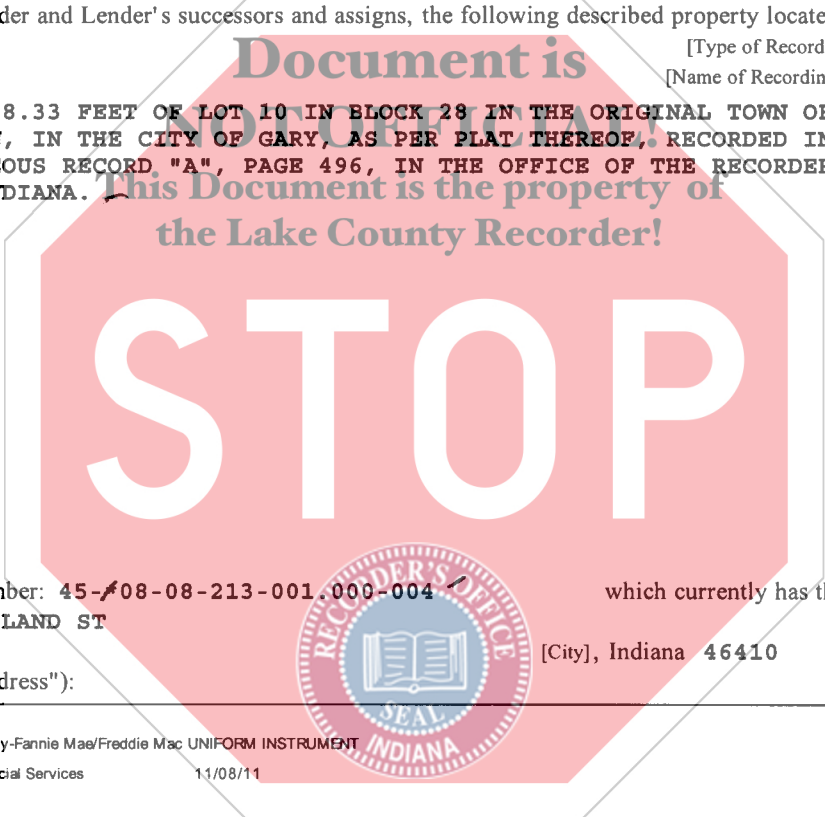 der and Lender's successors and assigns, the following described property locate
[Type of Record
[Name of Recordin
Document is
8.33 FEET OF LOT 10 IN BLOCK 28 IN THE ORIGINAL TOWN OF
NOT OFFICIAL!
, IN THE CITY OF GARY, AS PER PLAT THEREOF, RECORDED IN
OUS RECORD "A", PAGE 496, IN THE OFFICE OF THE RECORDER
DIANA.
This Document is the property of
the Lake County Recorder!
STOP
ber: 45-08-08-213-001.000-004 which currently has th
LAND ST
[City], Indiana 46410
dress"):
RECORDER'S OFFICE
SEAL
INDIANA
y-Fannie Mae/Freddie Mac UNIFORM INSTRUMENT
cial Services 11/08/11